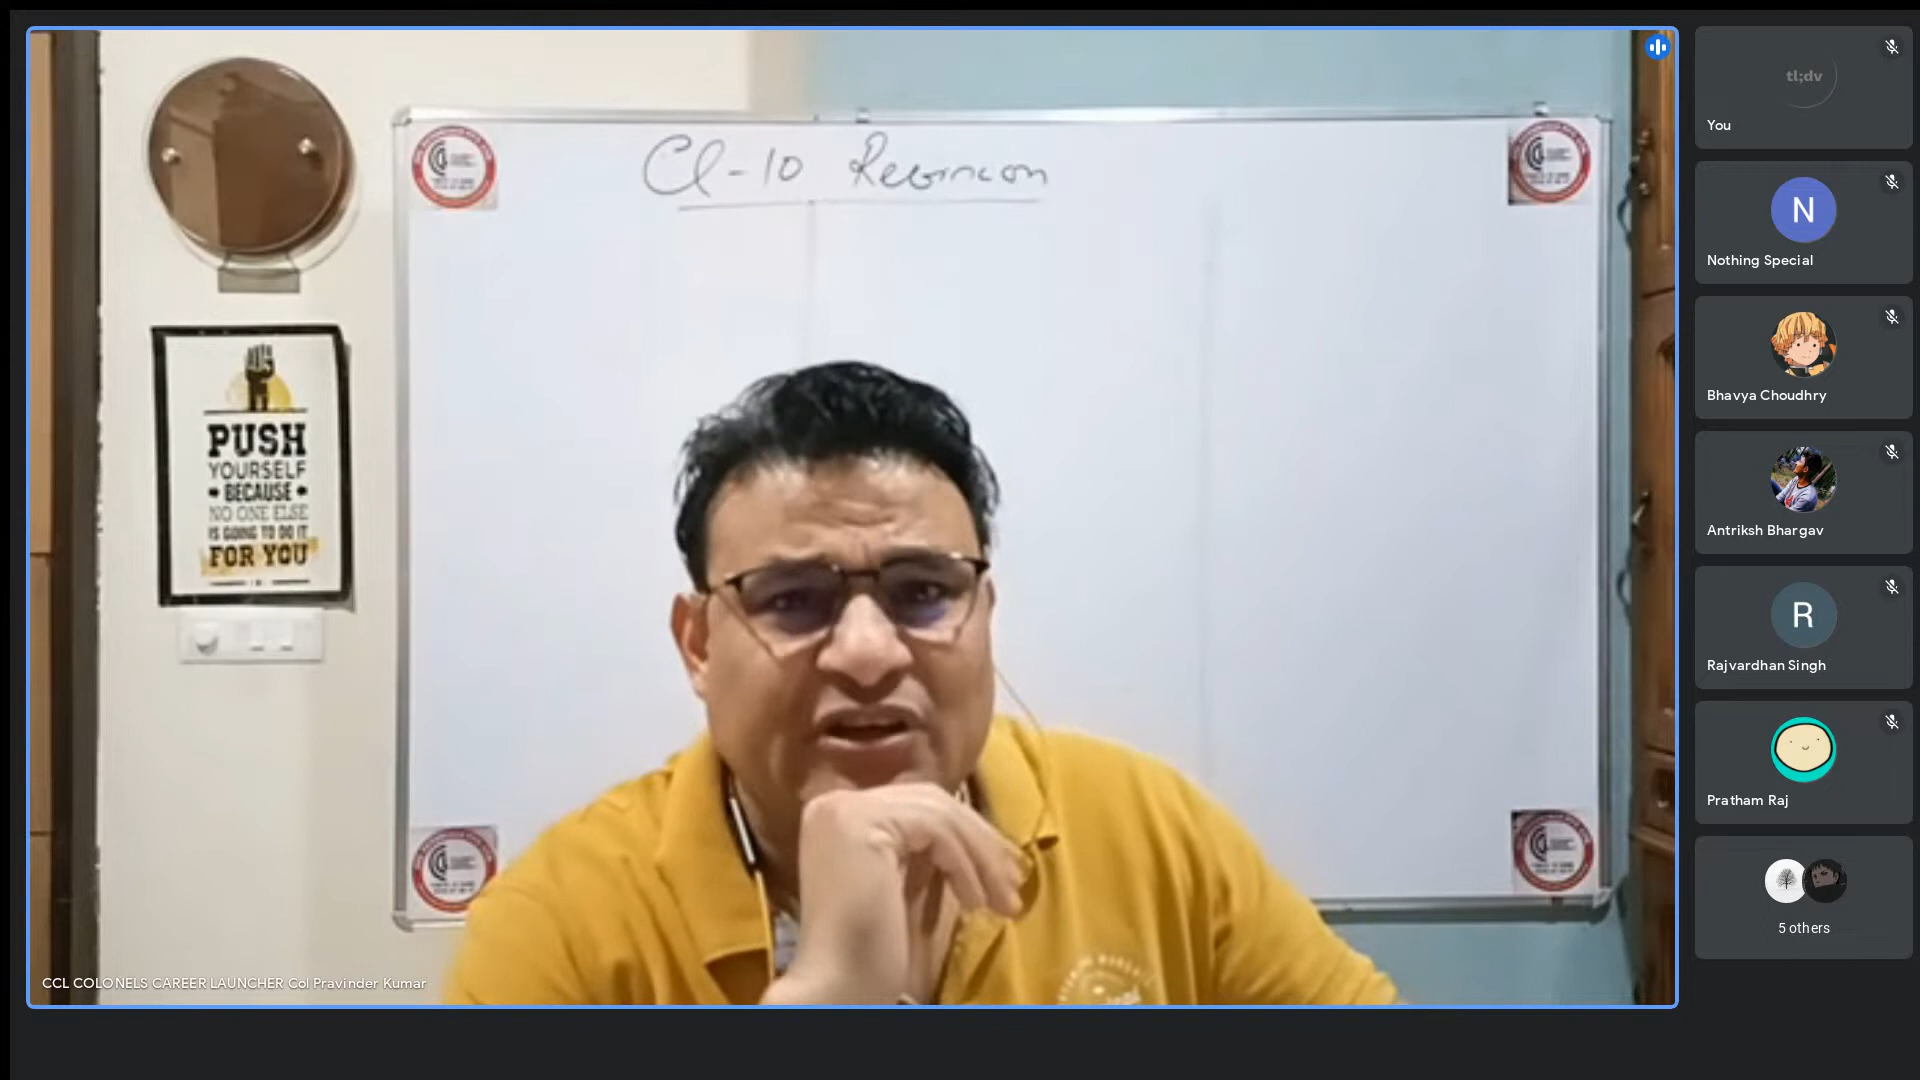 Cl-10 Revision
PUSH
YOURSELF
BECAUSE
NO ONE ELSE
IS GOING TO DO IT
FOR YOU
CCL COLONELS CAREER LAUNCHER Col Pravinder Kumar
tl;dv
You
N
Nothing Special
Bhavya Choudhry
Antriksh Bhargav
R
Rajvardhan Singh
Pratham Raj
5 others